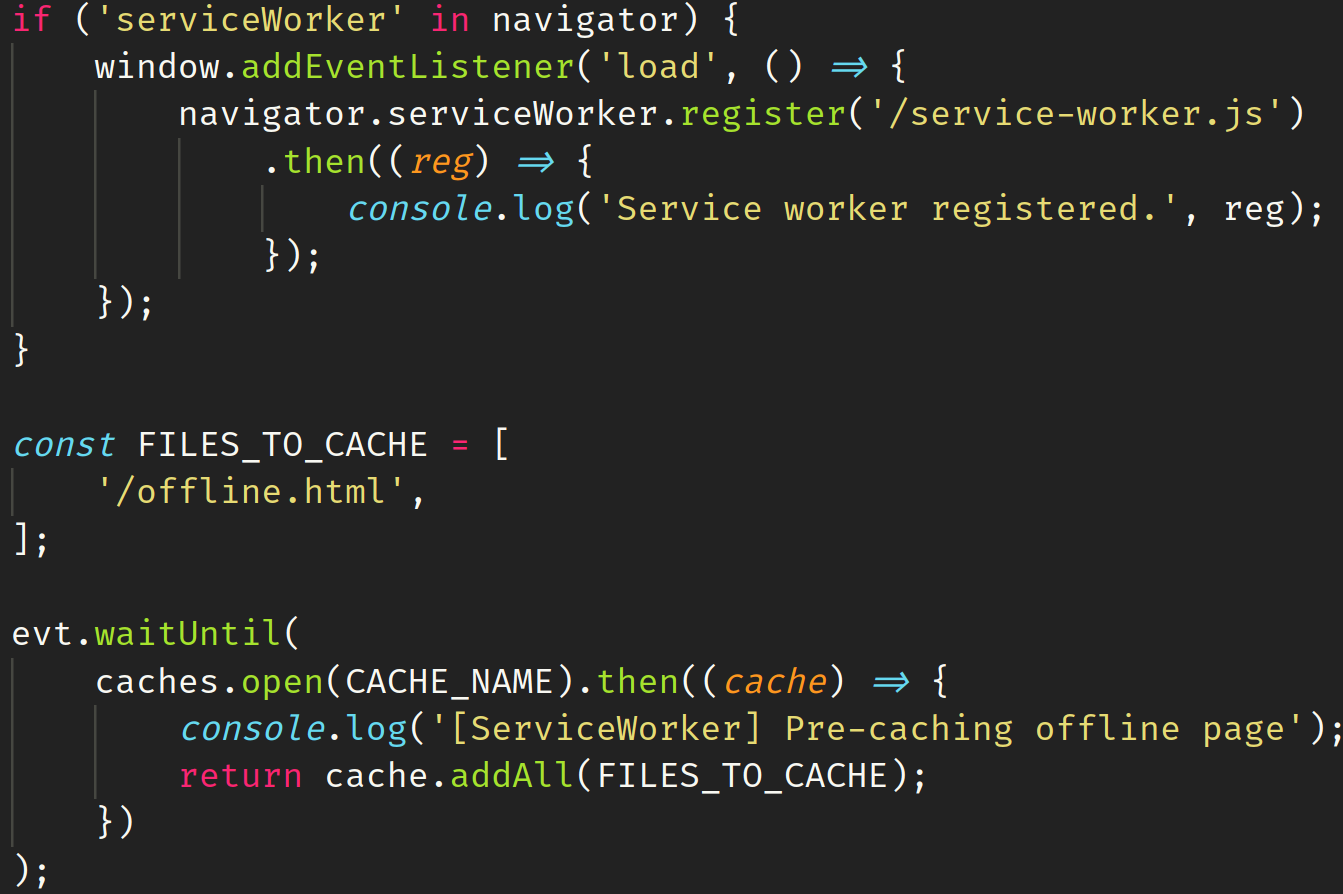 if ('serviceWorker' in navigator) {
    window.addEventListener('load', () => {
        navigator.serviceWorker.register('/service-worker.js')
            .then((reg) => {
                console.log('Service worker registered.', reg);
            });
    });
}

const FILES_TO_CACHE = [
    '/offline.html',
];

evt.waitUntil(
    caches.open(CACHE_NAME).then((cache) => {
        console.log('[ServiceWorker] Pre-caching offline page');
        return cache.addAll(FILES_TO_CACHE);
    })
);